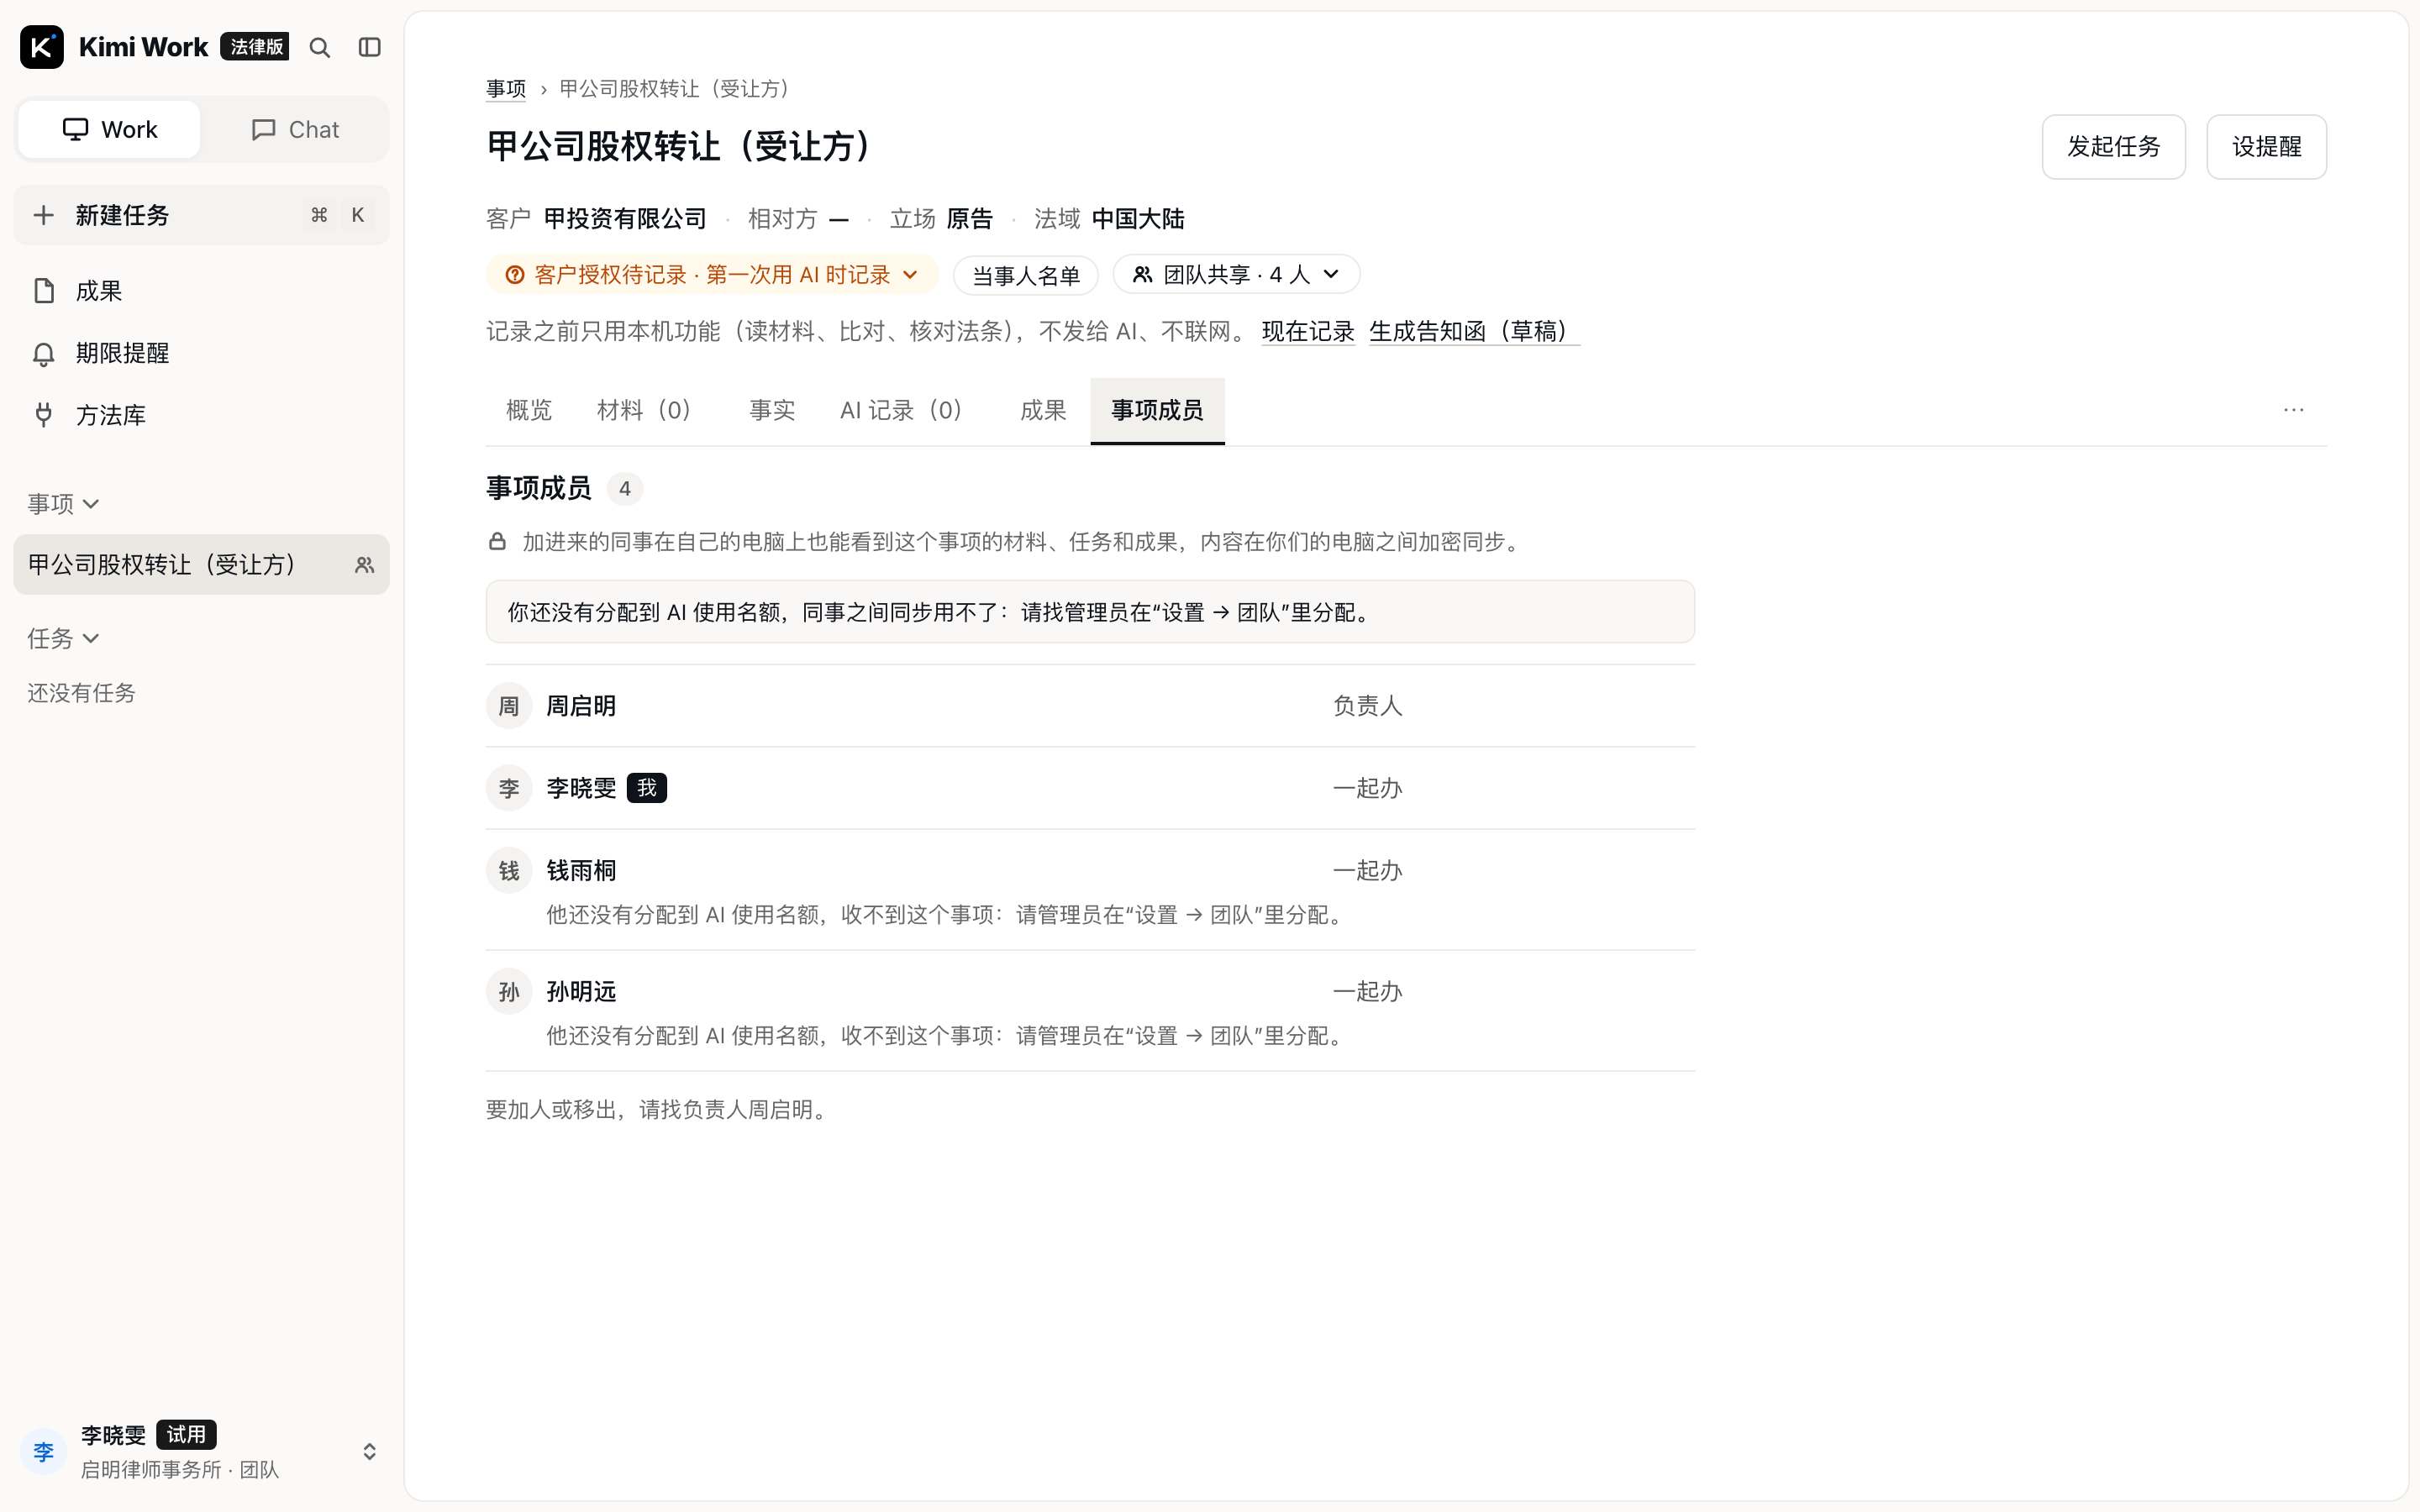 Kimi Work 法律版
Work
Chat
新建任务 ⌘ K
成果
期限提醒
方法库
事项
甲公司股权转让（受让方）
任务
还没有任务
李 李晓雯 试用
启明律师事务所 · 团队
事项 › 甲公司股权转让（受让方）
甲公司股权转让（受让方）
发起任务
设提醒
客户 甲投资有限公司 · 相对方 — · 立场 原告 · 法域 中国大陆
客户授权待记录 · 第一次用 AI 时记录
当事人名单
团队共享 · 4 人
记录之前只用本机功能（读材料、比对、核对法条），不发给 AI、不联网。 现在记录 生成告知函（草稿）
概览 材料（0） 事实 AI 记录（0） 成果 事项成员 ···
事项成员 4
加进来的同事在自己的电脑上也能看到这个事项的材料、任务和成果，内容在你们的电脑之间加密同步。
你还没有分配到 AI 使用名额，同事之间同步用不了：请找管理员在“设置 → 团队”里分配。
周 周启明 负责人
李 李晓雯 我 一起办
钱 钱雨桐 一起办
他还没有分配到 AI 使用名额，收不到这个事项：请管理员在“设置 → 团队”里分配。
孙 孙明远 一起办
他还没有分配到 AI 使用名额，收不到这个事项：请管理员在“设置 → 团队”里分配。
要加人或移出，请找负责人周启明。